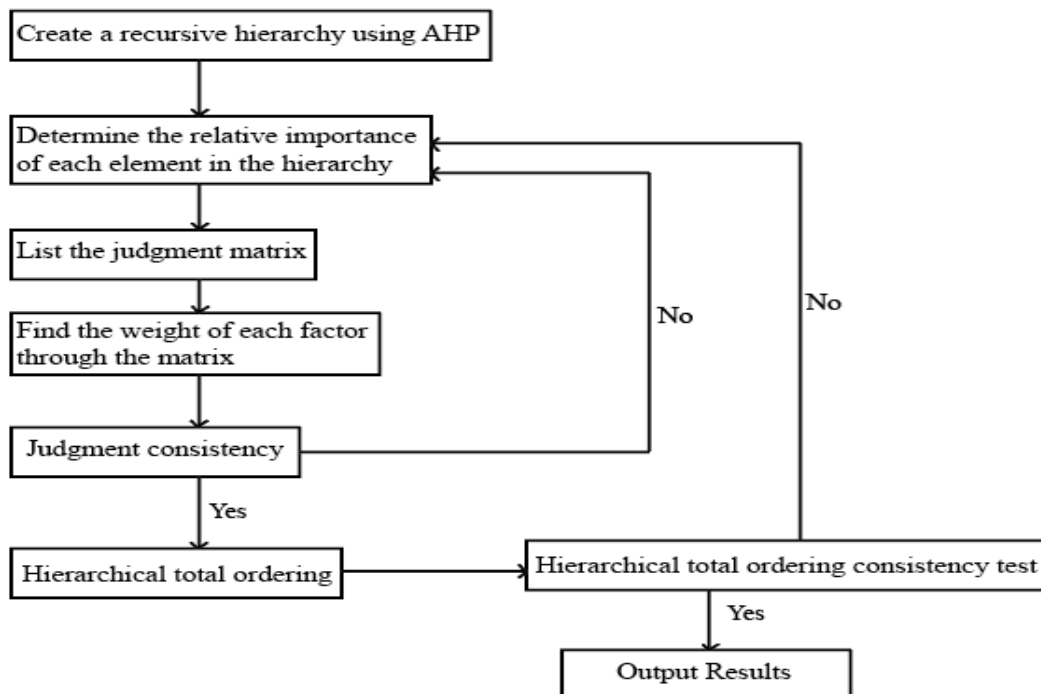 Create a recursive hierarchy using AHP
Determine the relative importance
of each element in the hierarchy
List the judgment matrix
No
No
Find the weight of each factor
through the matrix
Judgment consistency
Yes
Hierarchical total ordering
Hierarchical total ordering consistency test
Yes
Output Results